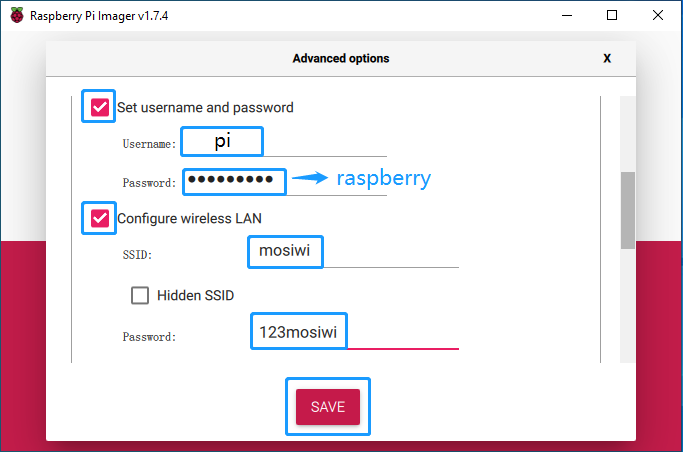 Raspberry Pi Imager v1.7.4
Advanced options
X
Set username and password
Username: pi
Password: ●●●●●●●●● raspberry
Configure wireless LAN
SSID: mosiwi
Hidden SSID
Password: 123mosiwi
SAVE